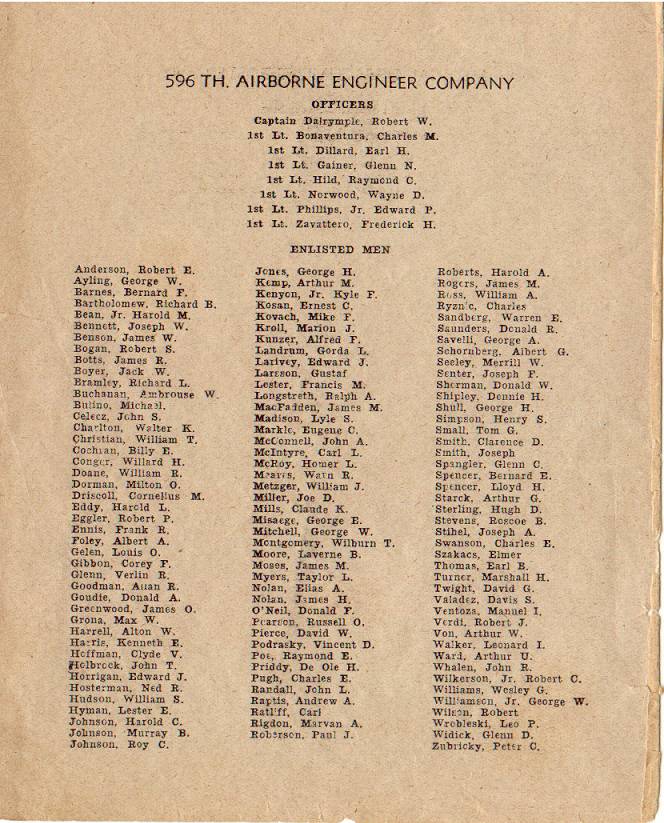 596 TH. AIRBORNE ENGINEER COMPANY
OFFICERS
Captain Dalrymple, Robert W.
1st Lt. Bonaventura, Charles M.
1st Lt. Dillard, Earl H.
1st Lt. Gainer, Glenn N.
1st Lt. Hild, Raymond C.
1st Lt. Norwood, Wayne D.
1st Lt. Phillips, Jr. Edward P.
1st Lt. Zavattero, Frederick H.
ENLISTED MEN
Anderson, Robert E.
Ayling, George W.
Barnes, Bernard F.
Bartholomew, Richard B.
Bean, Jr. Harold M.
Bennett, Joseph W.
Benson, James W.
Bogan, Robert S.
Botts, James R.
Boyer, Jack W.
Bramley, Richard L.
Buchanan, Ambrouse W.
Bulino, Michael.
Celecz, John S.
Charlton, Walter K.
Christian, William T.
Cochran, Billy E.
Conger, Willard H.
Doane, William R.
Dorman, Milton O.
Driscoll, Cornelius M.
Eddy, Harold L.
Eggler, Robert P.
Ennis, Frank R.
Foley, Albert A.
Gelen, Louis O.
Gibbon, Corey F.
Glenn, Verlin R.
Goodman, Allan R.
Goudie, Donald A.
Greenwood, James O.
Grona, Max W.
Harrell, Alton W.
Harris, Kenneth E.
Hoffman, Clyde V.
Holbrock, John T.
Horrigan, Edward J.
Hosterman, Ned R.
Hudson, William S.
Hyman, Lester E.
Johnson, Harold C.
Johnson, Murray B.
Johnson, Roy C.
Jones, George H.
Kemp, Arthur M.
Kenyon, Jr. Kyle F.
Kosan, Ernest C.
Kovach, Mike F.
Kroll, Marion J.
Kunzer, Alfred F.
Landrum, Gorda L.
Larivey, Edward J.
Larsson, Gustaf
Lester, Francis M.
Longstreth, Ralph A.
MacFadden, James M.
Madison, Lyle S.
Markle, Eugene C.
McConnell, John A.
McIntyre, Carl L.
McRoy, Homer L.
Mearis, Warn R.
Metzger, William J.
Miller, Joe D.
Mills, Claude K.
Misaege, George E.
Mitchell, George W.
Montgomery, Wilburn T.
Moore, Laverne B.
Moses, James M.
Myers, Taylor L.
Nolan, Elias A.
Nolan, James H.
O'Neil, Donald F.
Pearson, Russell O.
Pierce, David W.
Podrasky, Vincent D.
Poe, Raymond E.
Priddy, De Ole H.
Pugh, Charles E.
Randall, John L.
Raptis, Andrew A.
Ratliff, Carl
Rigdon, Marvan A.
Roberson, Paul J.
Roberts, Harold A.
Rogers, James M.
Ross, William A.
Ryznic, Charles
Sandberg, Warren E.
Saunders, Donald R.
Savelli, George A.
Schornberg, Albert G.
Seeley, Merrill W.
Senter, Joseph F.
Sherman, Donald W.
Shipley, Dennie H.
Shull, George H.
Simpson, Henry S.
Small, Tom G.
Smith, Clarence D.
Smith, Joseph
Spangler, Glenn C.
Spencer, Bernard E.
Spencer, Lloyd H.
Starck, Arthur G.
Sterling, Hugh D.
Stevens, Roscoe B.
Stihel, Joseph A.
Swanson, Charles E.
Szakacs, Elmer
Thomas, Earl E.
Turner, Marshall H.
Twight, David G.
Valadez, Davis S.
Ventoza, Manuel I.
Verdi, Robert J.
Von, Arthur W.
Walker, Leonard I.
Ward, Arthur U.
Whalen, John R.
Wilkerson, Jr. Robert C.
Williams, Wesley G.
Williamson, Jr. George W.
Wilson, Robert
Wrobleski, Leo P.
Widick, Glenn D.
Zubricky, Peter C.